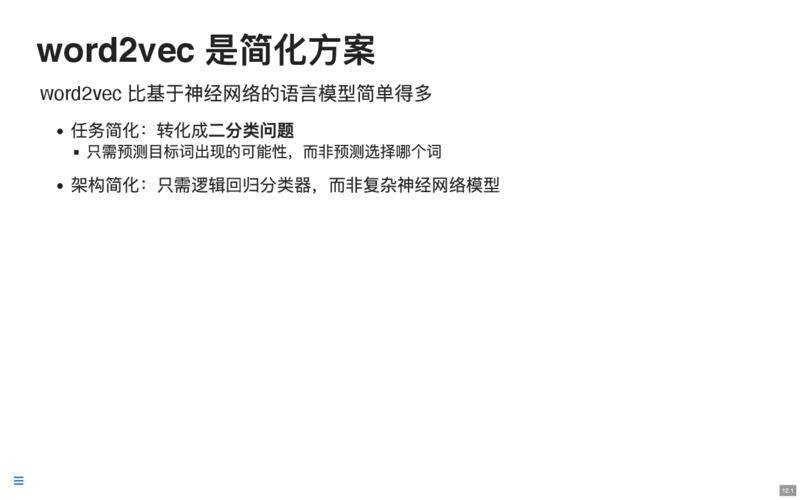 word2vec 是简化方案
word2vec 比基于神经网络的语言模型简单得多
• 任务简化：转化成二分类问题
▪ 只需预测目标词出现的可能性，而非预测选择哪个词
• 架构简化：只需逻辑回归分类器，而非复杂神经网络模型
12.1